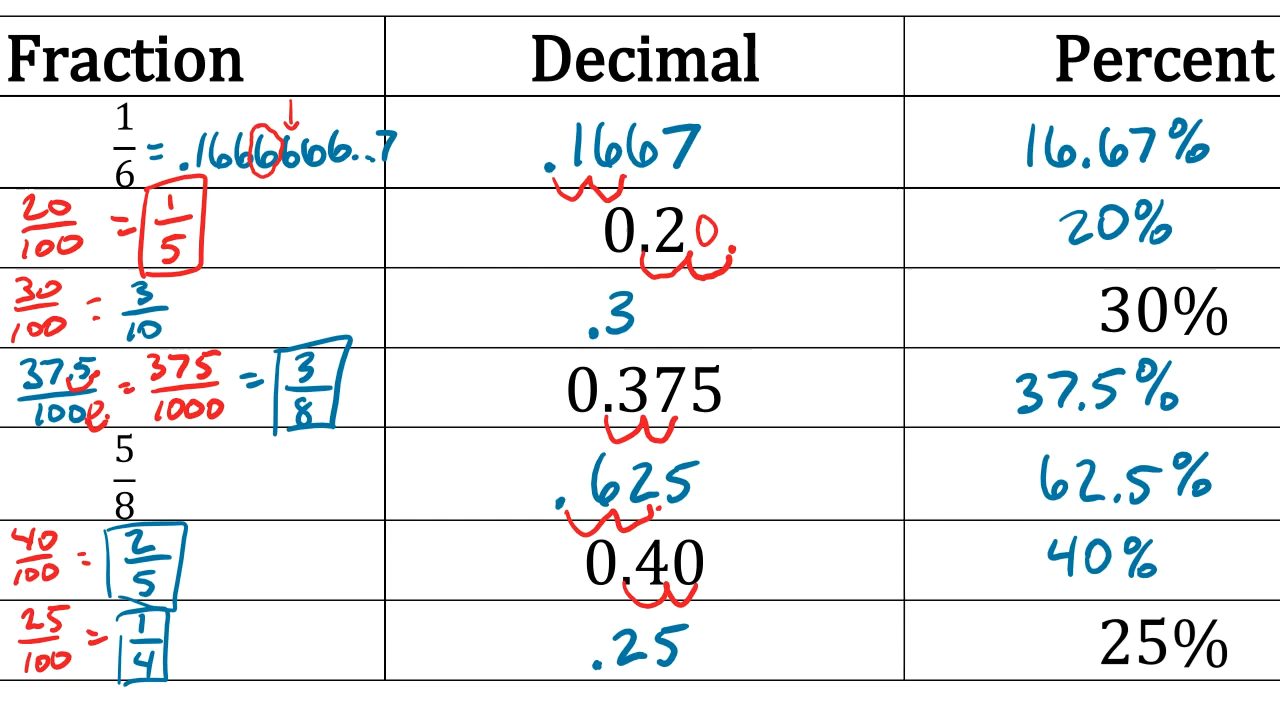 Fraction Decimal Percent
1/6 = .1666666..7 .1667 16.67%
20/100 = 1/5 0.20. 20%
30/100 = 3/10 .3 30%
37.5/100 = 375/1000 = 3/8 0.375 37.5%
5/8 .625 62.5%
40/100 = 2/5 0.40 40%
25/100 = 1/4 .25 25%